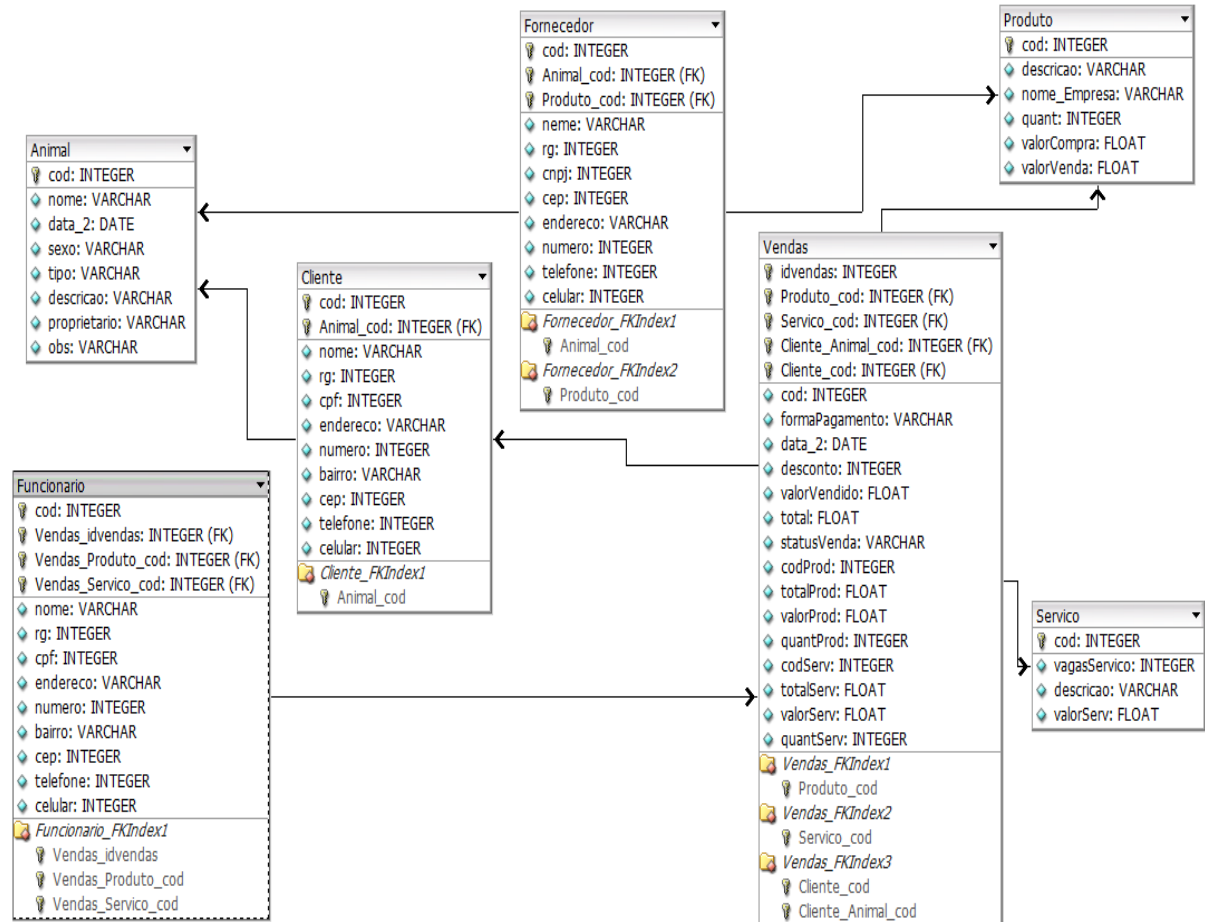 Fornecedor
cod: INTEGER
Animal_cod: INTEGER (FK)
Produto_cod: INTEGER (FK)
neme: VARCHAR
rg: INTEGER
cnpj: INTEGER
cep: INTEGER
endereco: VARCHAR
numero: INTEGER
telefone: INTEGER
celular: INTEGER
Fornecedor_FKIndex1
Animal_cod
Fornecedor_FKIndex2
Produto_cod
Produto
cod: INTEGER
descricao: VARCHAR
nome_Empresa: VARCHAR
quant: INTEGER
valorCompra: FLOAT
valorVenda: FLOAT
Animal
cod: INTEGER
nome: VARCHAR
data_2: DATE
sexo: VARCHAR
tipo: VARCHAR
descricao: VARCHAR
proprietario: VARCHAR
obs: VARCHAR
Cliente
cod: INTEGER
Animal_cod: INTEGER (FK)
nome: VARCHAR
rg: INTEGER
cpf: INTEGER
endereco: VARCHAR
numero: INTEGER
bairro: VARCHAR
cep: INTEGER
telefone: INTEGER
celular: INTEGER
Cliente_FKIndex1
Animal_cod
Vendas
idvendas: INTEGER
Produto_cod: INTEGER (FK)
Servico_cod: INTEGER (FK)
Cliente_Animal_cod: INTEGER (FK)
Cliente_cod: INTEGER (FK)
cod: INTEGER
formaPagamento: VARCHAR
data_2: DATE
desconto: INTEGER
valorVendido: FLOAT
total: FLOAT
statusVenda: VARCHAR
codProd: INTEGER
totalProd: FLOAT
valorProd: FLOAT
quantProd: INTEGER
codServ: INTEGER
totalServ: FLOAT
valorServ: FLOAT
quantServ: INTEGER
Vendas_FKIndex1
Produto_cod
Vendas_FKIndex2
Servico_cod
Vendas_FKIndex3
Cliente_cod
Cliente_Animal_cod
Funcionario
cod: INTEGER
Vendas_idvendas: INTEGER (FK)
Vendas_Produto_cod: INTEGER (FK)
Vendas_Servico_cod: INTEGER (FK)
nome: VARCHAR
rg: INTEGER
cpf: INTEGER
endereco: VARCHAR
numero: INTEGER
bairro: VARCHAR
cep: INTEGER
telefone: INTEGER
celular: INTEGER
Funcionario_FKIndex1
Vendas_idvendas
Vendas_Produto_cod
Vendas_Servico_cod
Servico
cod: INTEGER
vagasServico: INTEGER
descricao: VARCHAR
valorServ: FLOAT